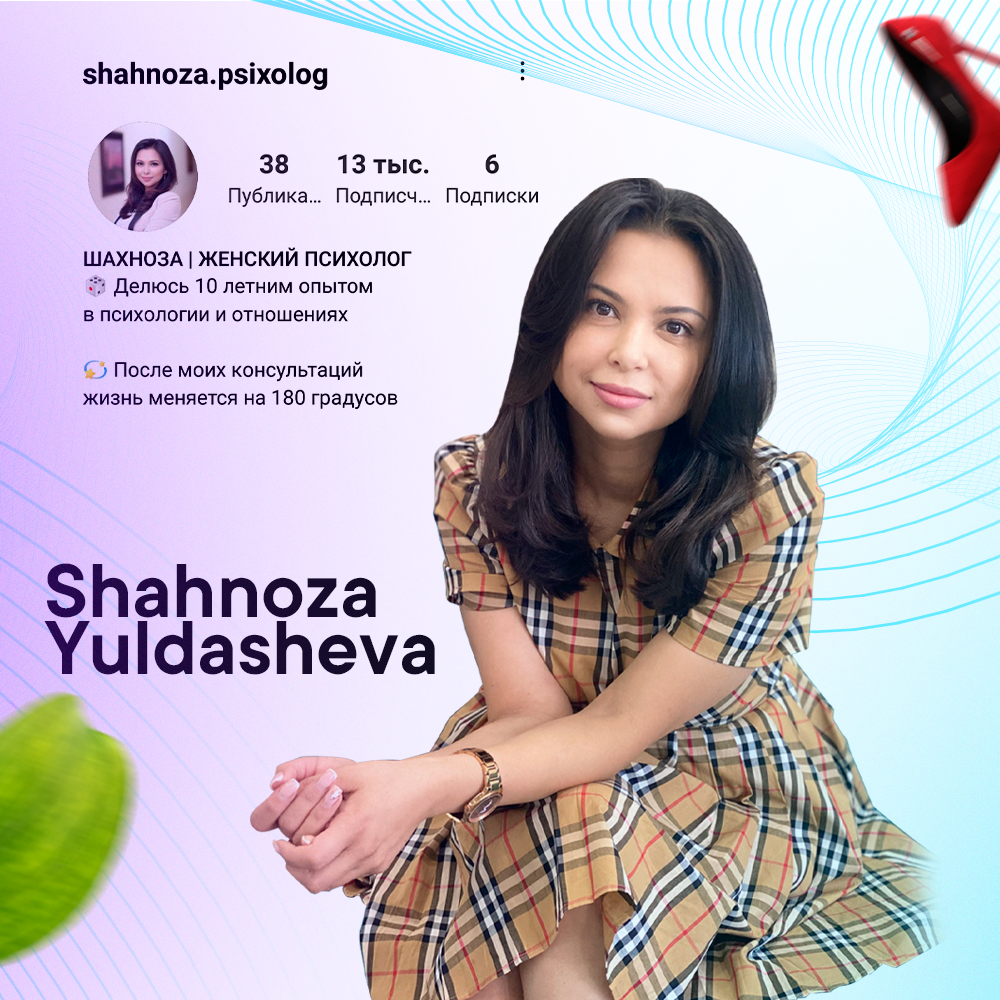 shahnoza.psixolog
38 13 тыс. 6
Публика... Подписч... Подписки
ШАХНОЗА | ЖЕНСКИЙ ПСИХОЛОГ
🎲 Делюсь 10 летним опытом
в психологии и отношениях
💫 После моих консультаций
жизнь меняется на 180 градусов
Shahnoza
Yuldasheva